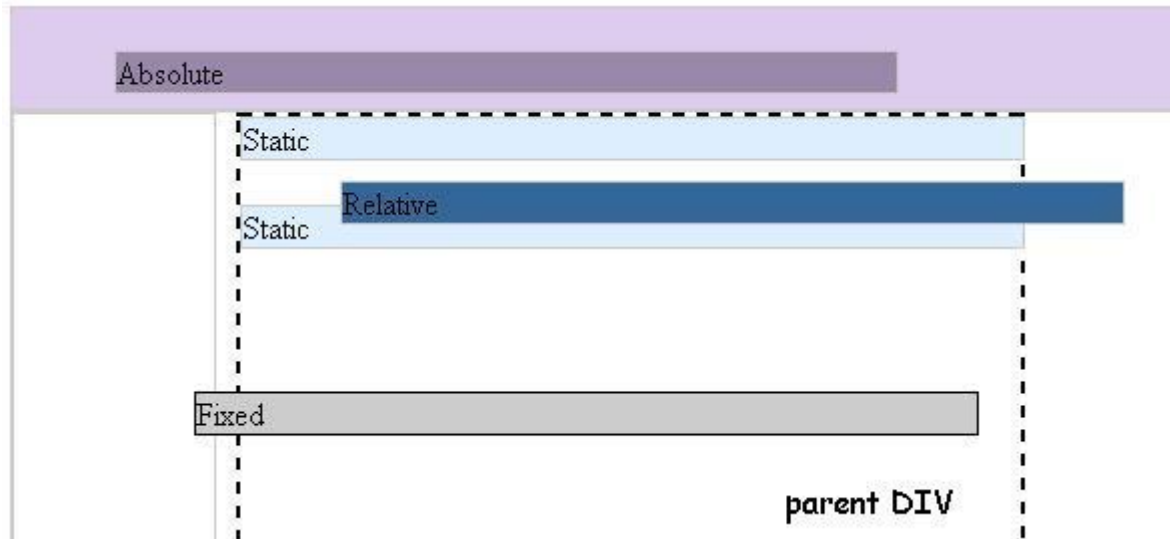 Absolute
Static
Relative
Static
Fixed
parent DIV